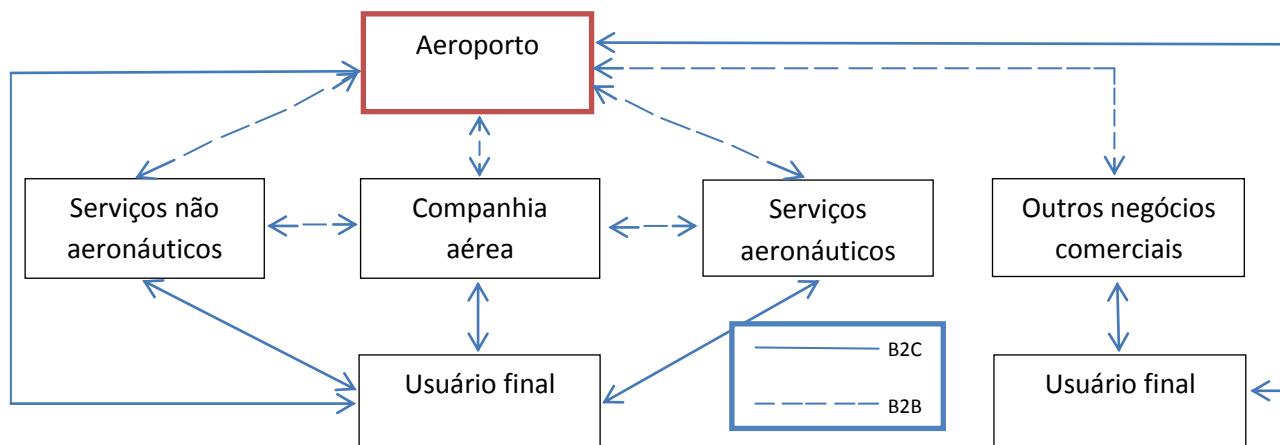 Aeroporto
Serviços não
aeronáuticos
Companhia
aérea
Serviços
aeronáuticos
Outros negócios
comerciais
Usuário final
B2C
B2B
Usuário final